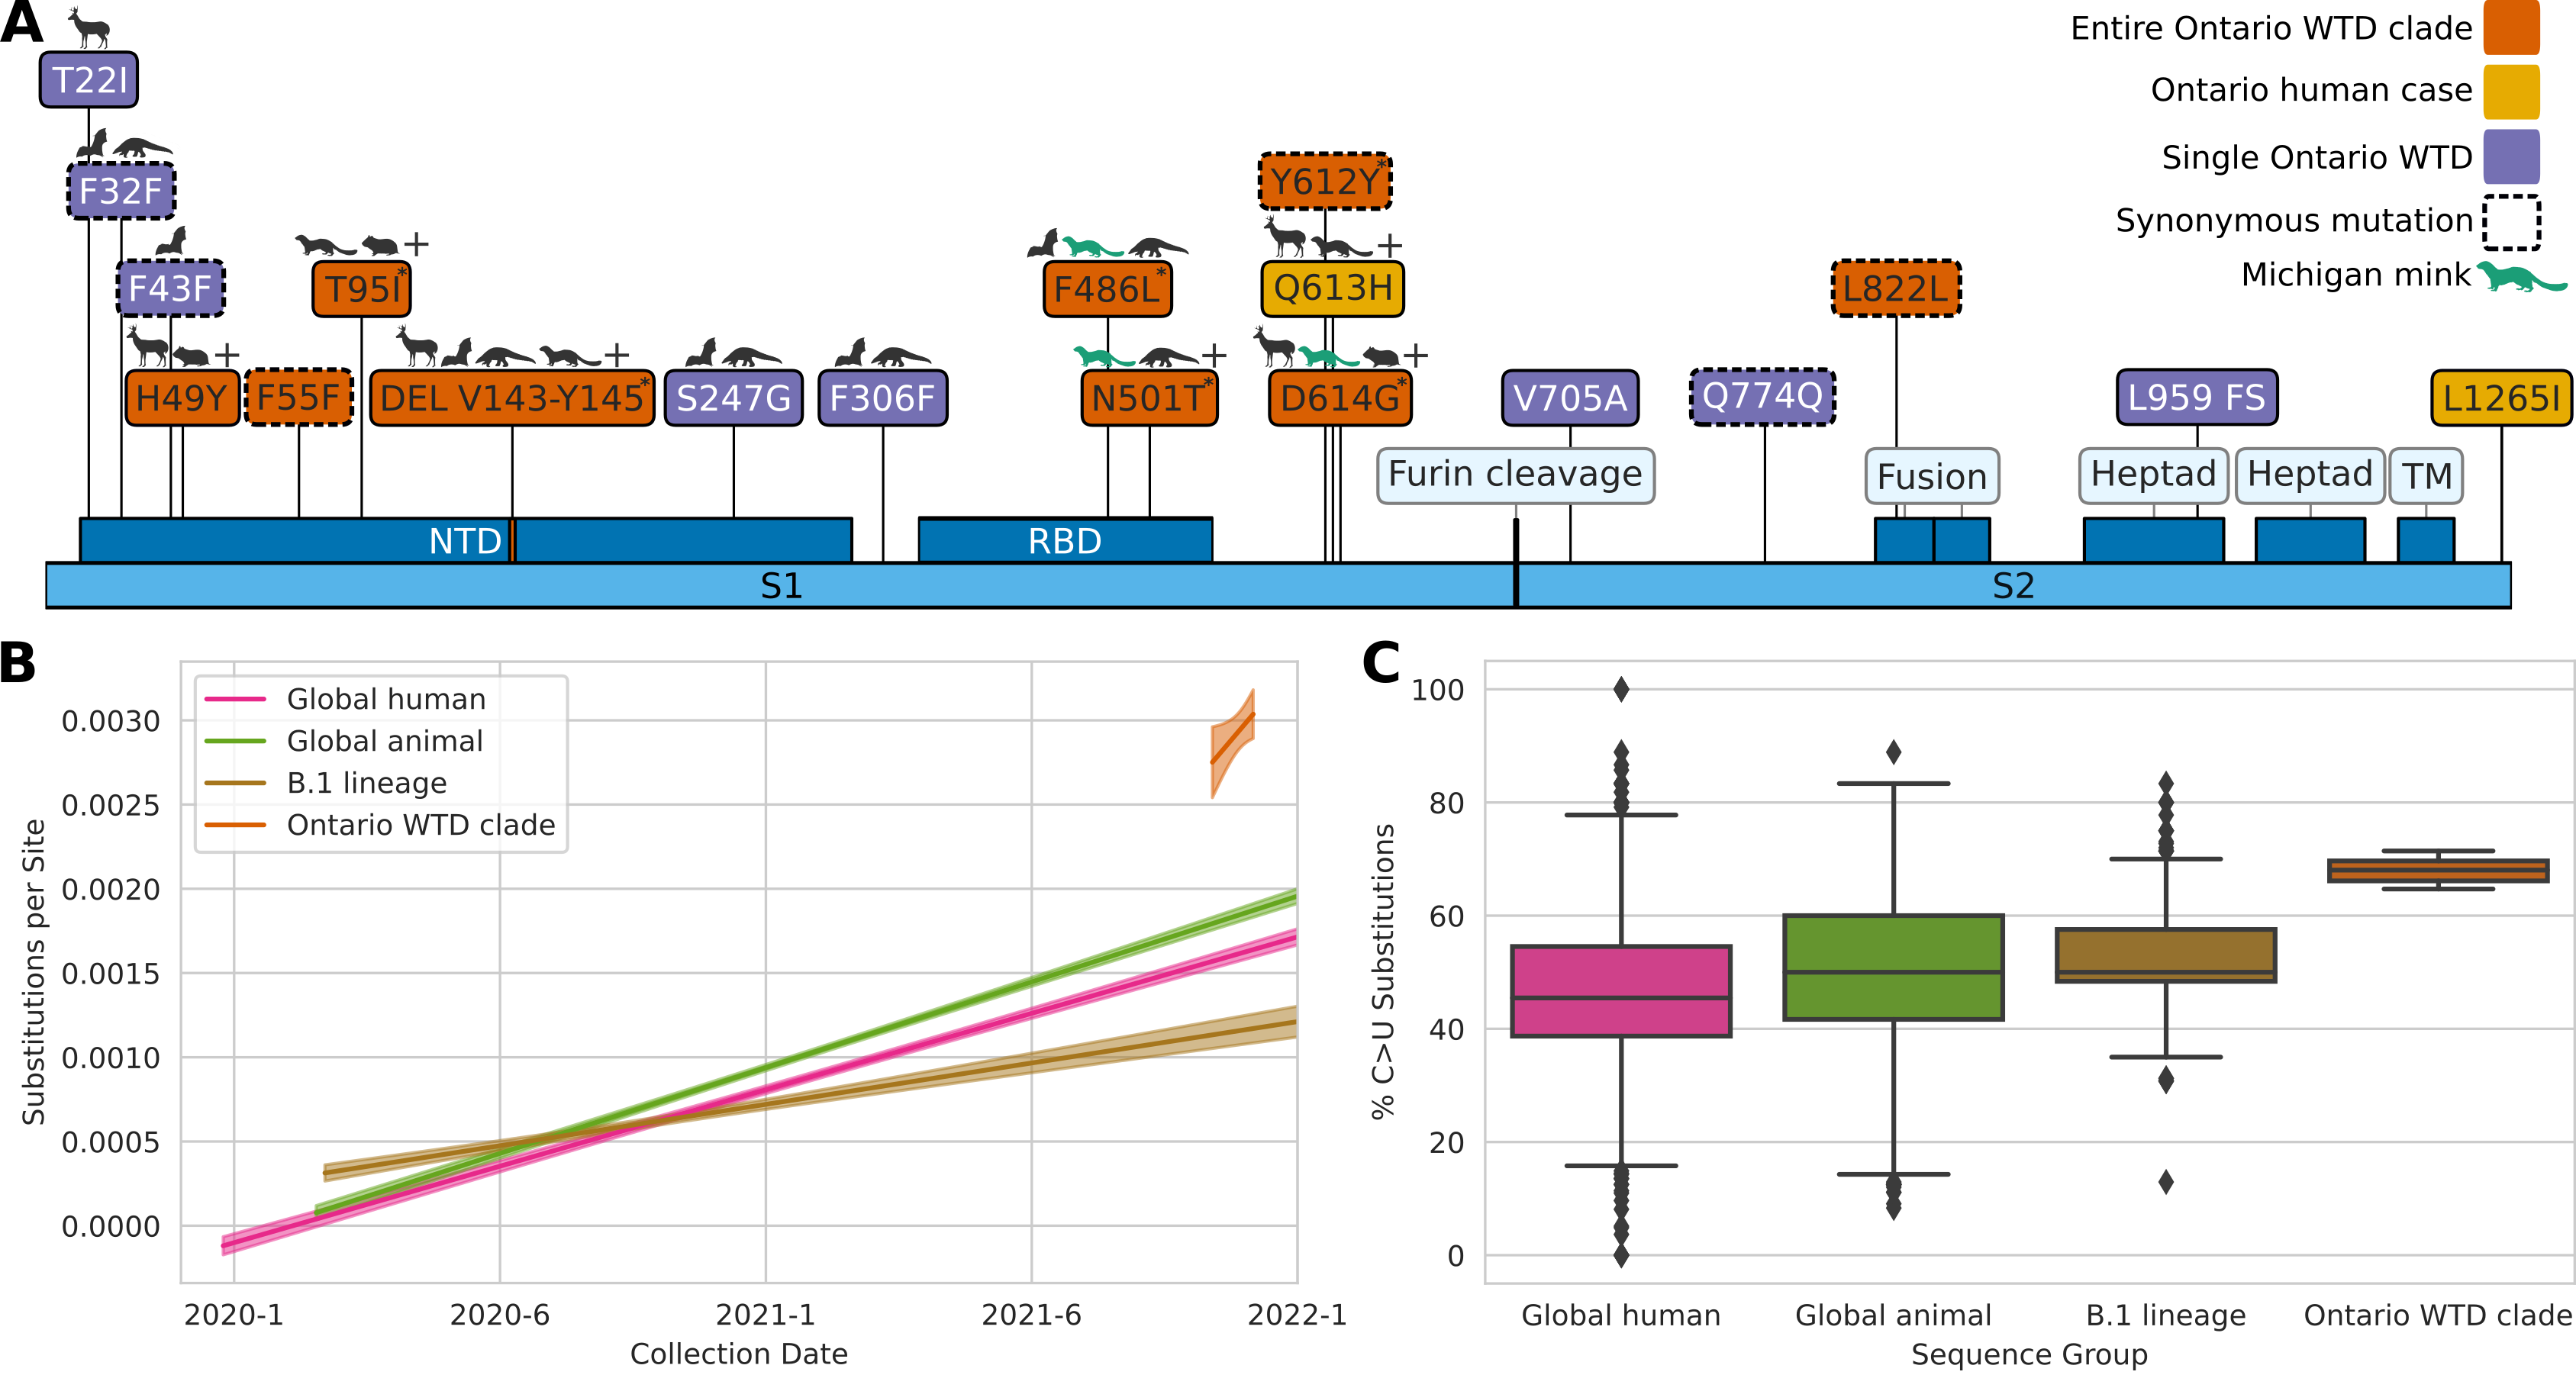 A
Entire Ontario WTD clade
Ontario human case
Single Ontario WTD
Synonymous mutation
Michigan mink
T22I
F32F
Y612Y*
F43F
+
T95I*
F486L*
+
Q613H
L822L
+
H49Y
F55F
+
DEL V143-Y145*
S247G
F306F
+
N501T*
+
D614G*
V705A
Q774Q
L959 FS
L1265I
Furin cleavage
Fusion
Heptad
Heptad
TM
NTD
RBD
S1
S2
B
Global human
Global animal
B.1 lineage
Ontario WTD clade
0.0030
0.0025
0.0020
0.0015
0.0010
0.0005
0.0000
Substitutions per Site
2020-1 2020-6 2021-1 2021-6 2022-1
Collection Date
C
100
80
60
40
20
0
% C>U Substitutions
Global human Global animal B.1 lineage Ontario WTD clade
Sequence Group